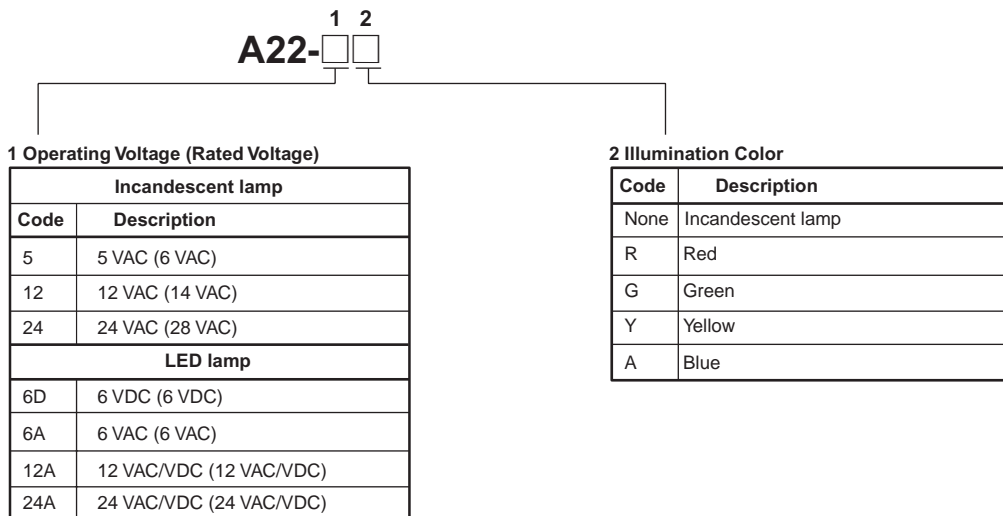 1 2
A22-□□
1 Operating Voltage (Rated Voltage)
Incandescent lamp
Code Description
5 5 VAC (6 VAC)
12 12 VAC (14 VAC)
24 24 VAC (28 VAC)
LED lamp
6D 6 VDC (6 VDC)
6A 6 VAC (6 VAC)
12A 12 VAC/VDC (12 VAC/VDC)
24A 24 VAC/VDC (24 VAC/VDC)
2 Illumination Color
Code Description
None Incandescent lamp
R Red
G Green
Y Yellow
A Blue